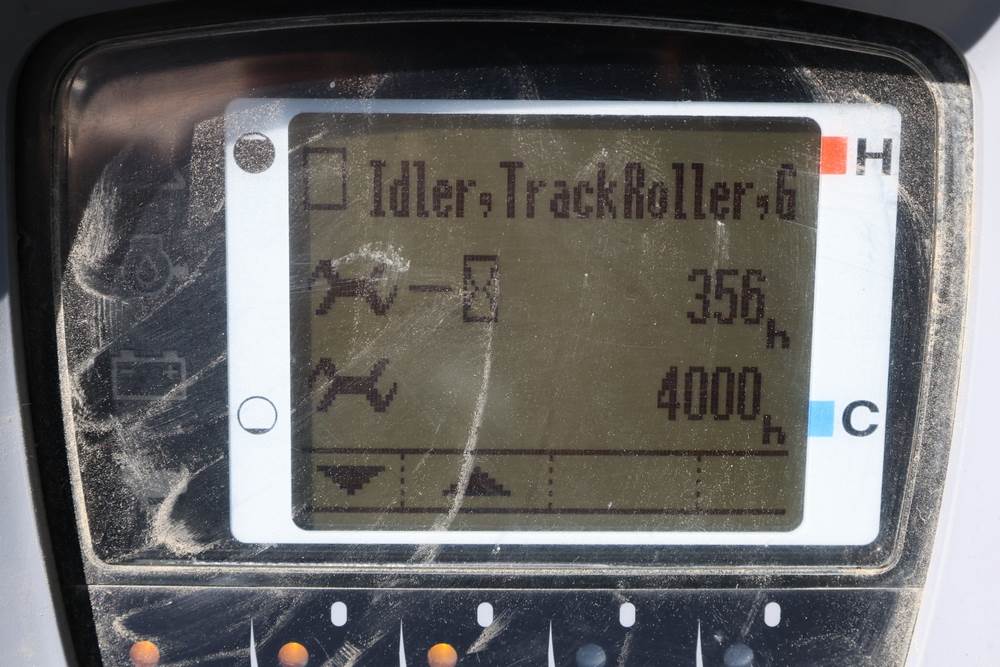 Idler,TrackRoller,G
H
356h
4000h
C